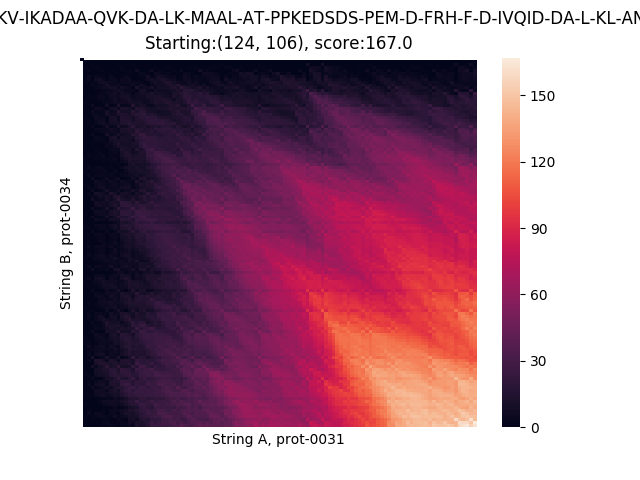 KV-IKADAA-QVK-DA-LK-MAAL-AT-PPKEDSDS-PEM-D-FRH-F-D-IVQID-DA-L-KL-AN
Starting:(124, 106), score:167.0
String B, prot-0034
String A, prot-0031
150
120
90
60
30
0